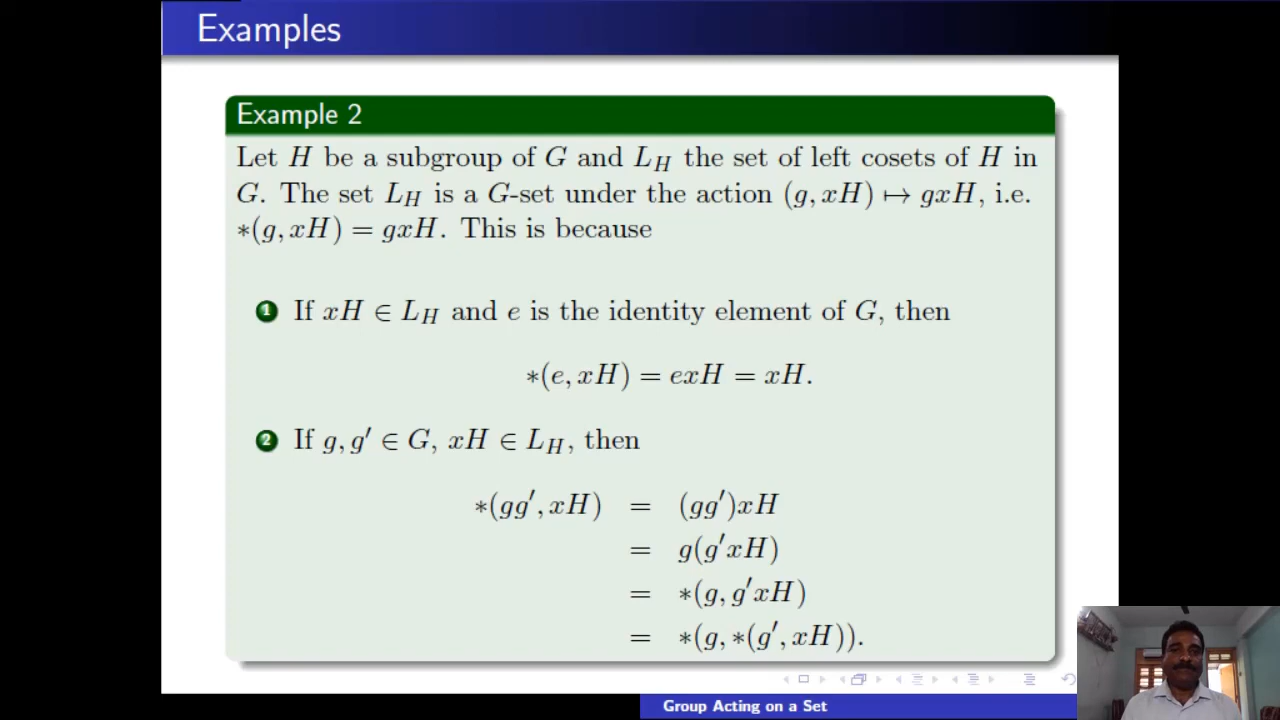 Examples
Example 2
Let H be a subgroup of G and L_H the set of left cosets of H in
G. The set L_H is a G-set under the action (g, xH) ↦ gxH, i.e.
∗(g, xH) = gxH. This is because
1 If xH ∈ L_H and e is the identity element of G, then
∗(e, xH) = exH = xH.
2 If g, g′ ∈ G, xH ∈ L_H, then
∗(gg′, xH) = (gg′)xH
= g(g′xH)
= ∗(g, g′xH)
= ∗(g, ∗(g′, xH)).
Group Acting on a Set